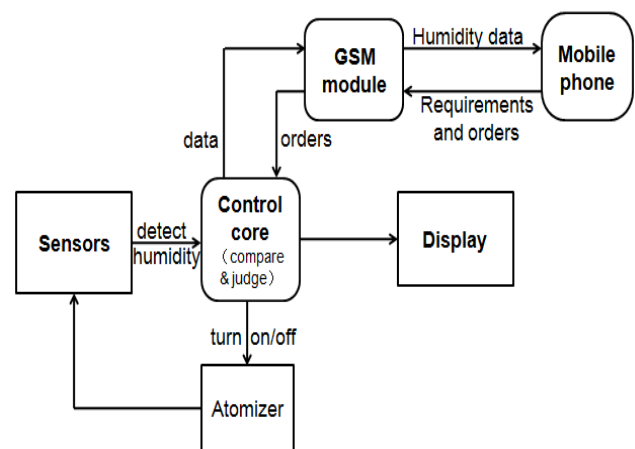 GSM
module
Humidity data
Mobile
phone
Requirements
and orders
data
orders
Sensors
detect
humidity
Control
core
（compare
& judge）
Display
turn on/off
Atomizer